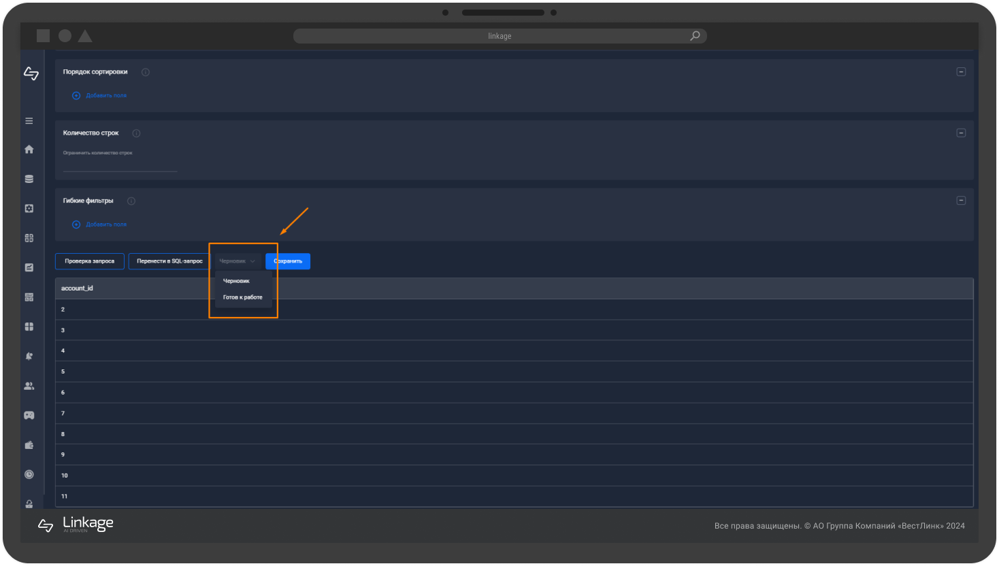 linkage
Порядок сортировки
Добавить поля
Количество строк
Ограничить количество строк
Гибкие фильтры
Добавить поля
Проверка запроса Перенести в SQL-запрос Черновик Сохранить
Черновик
Готов к работе
account_id
2
3
4
5
6
7
8
9
10
11
Linkage
AI DRIVEN
Все права защищены. © АО Группа Компаний «ВестЛинк» 2024